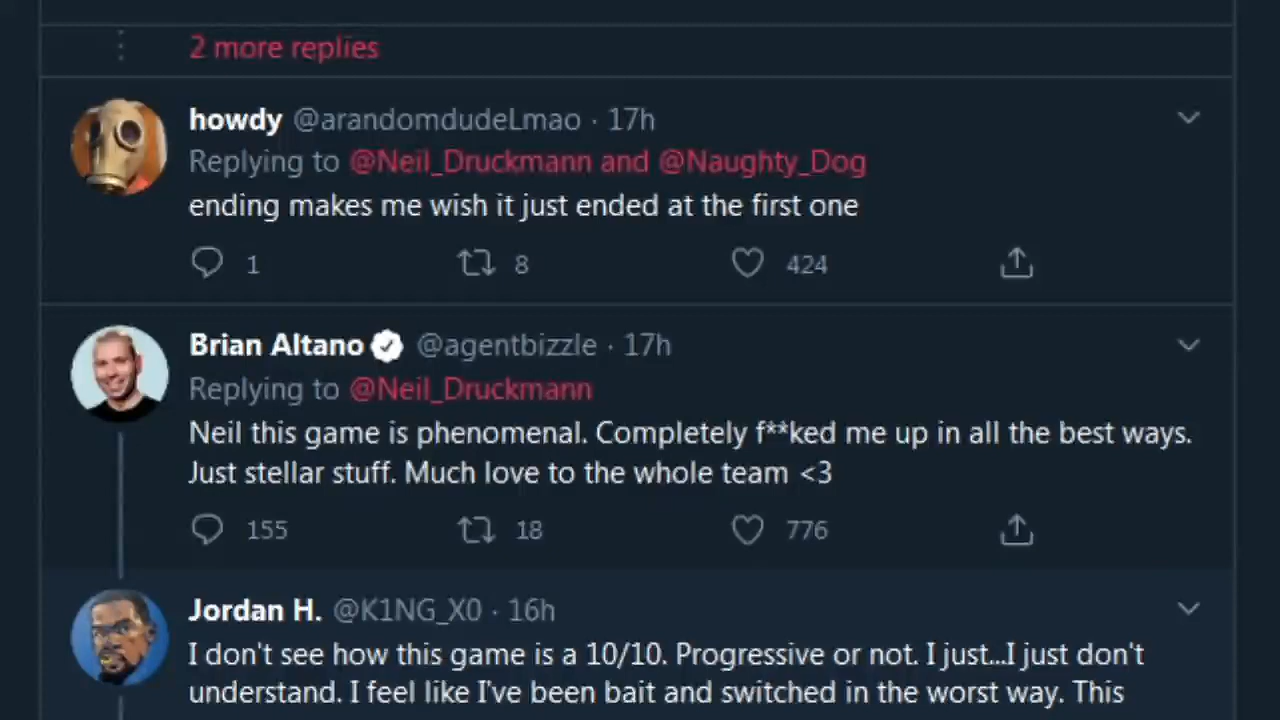 2 more replies
howdy @arandomdudeLmao · 17h
Replying to @Neil_Druckmann and @Naughty_Dog
ending makes me wish it just ended at the first one
1 8 424
Brian Altano @agentbizzle · 17h
Replying to @Neil_Druckmann
Neil this game is phenomenal. Completely f**ked me up in all the best ways.
Just stellar stuff. Much love to the whole team <3
155 18 776
Jordan H. @K1NG_X0 · 16h
I don't see how this game is a 10/10. Progressive or not. I just...I just don't
understand. I feel like I've been bait and switched in the worst way. This